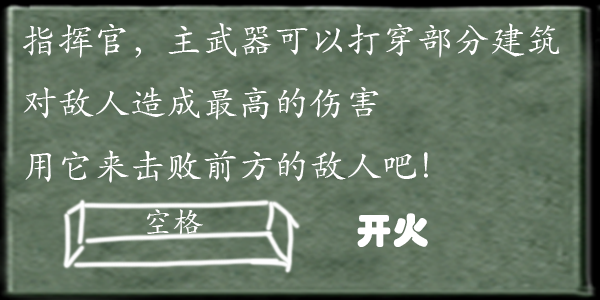 指挥官，主武器可以打穿部分建筑
对敌人造成最高的伤害
用它来击败前方的敌人吧！
空格 开火